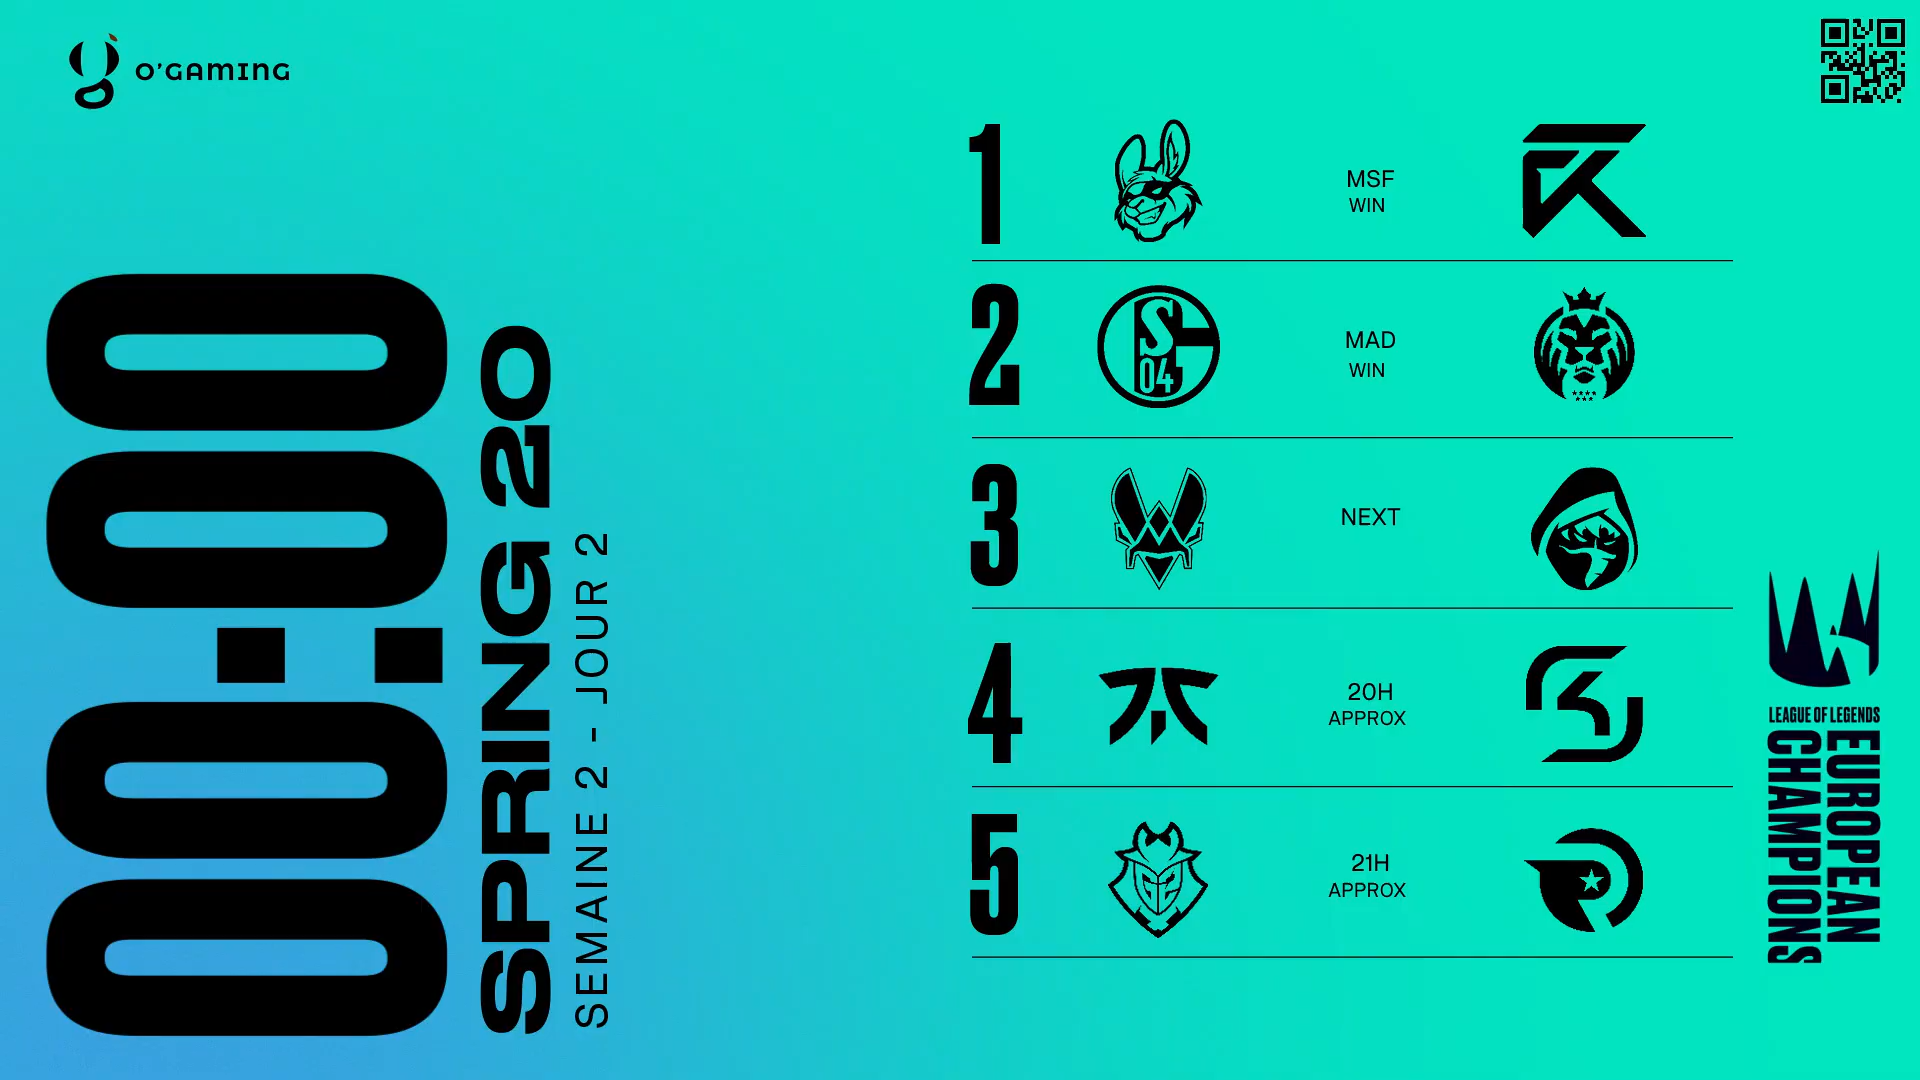 O'GAMING
00:00
SPRING 20
SEMAINE 2 - JOUR 2
1
MSF
WIN
2
S
04
MAD
WIN
3
NEXT
4
20H
APPROX
5
21H
APPROX
LEAGUE OF LEGENDS
EUROPEAN
CHAMPIONS